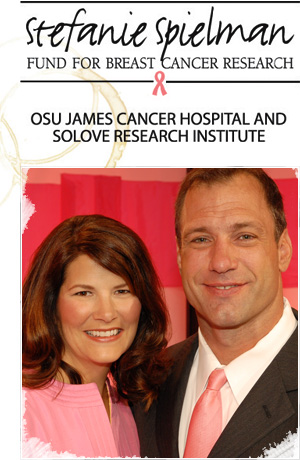 Stefanie Spielman
FUND FOR BREAST CANCER RESEARCH
OSU JAMES CANCER HOSPITAL AND
SOLOVE RESEARCH INSTITUTE